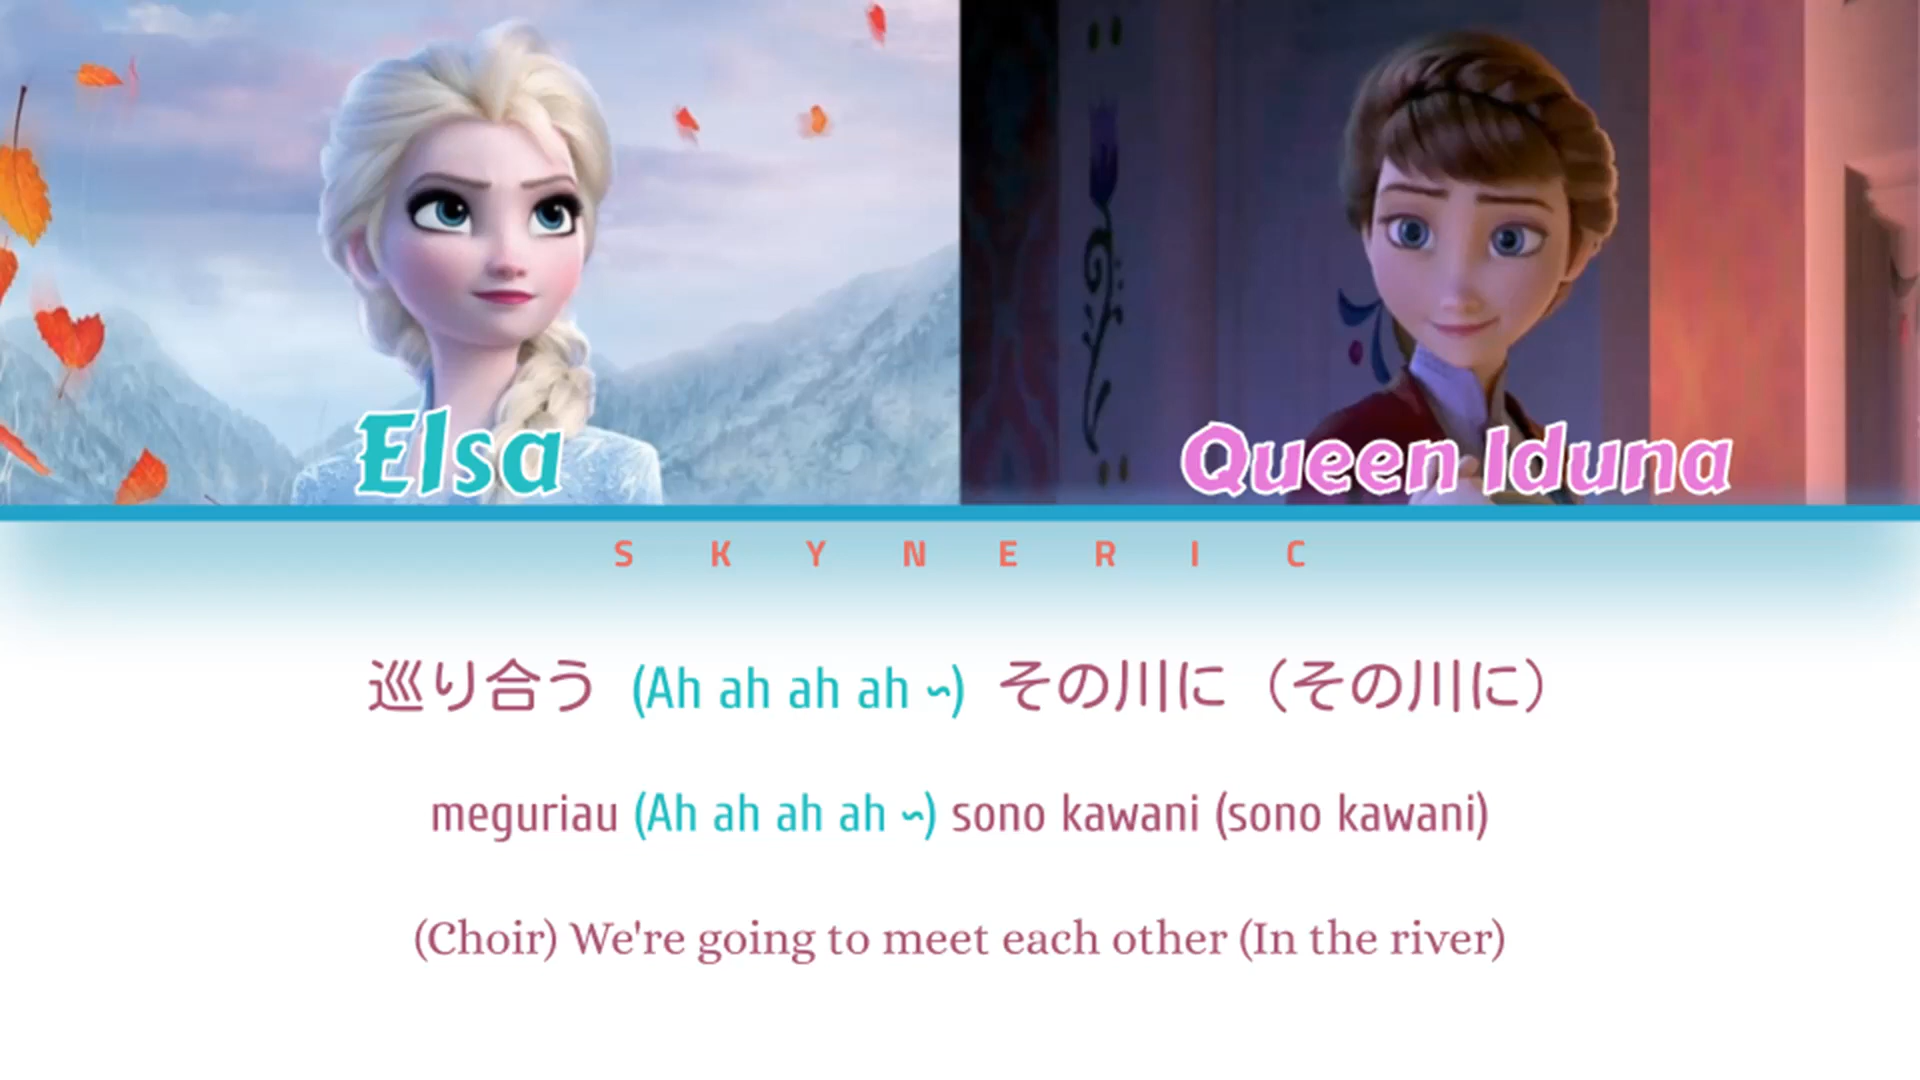 Elsa
Queen Iduna
SKYNERIC
巡り合う (Ah ah ah ah ~) その川に（その川に）
meguriau (Ah ah ah ah ~) sono kawani (sono kawani)
(Choir) We're going to meet each other (In the river)